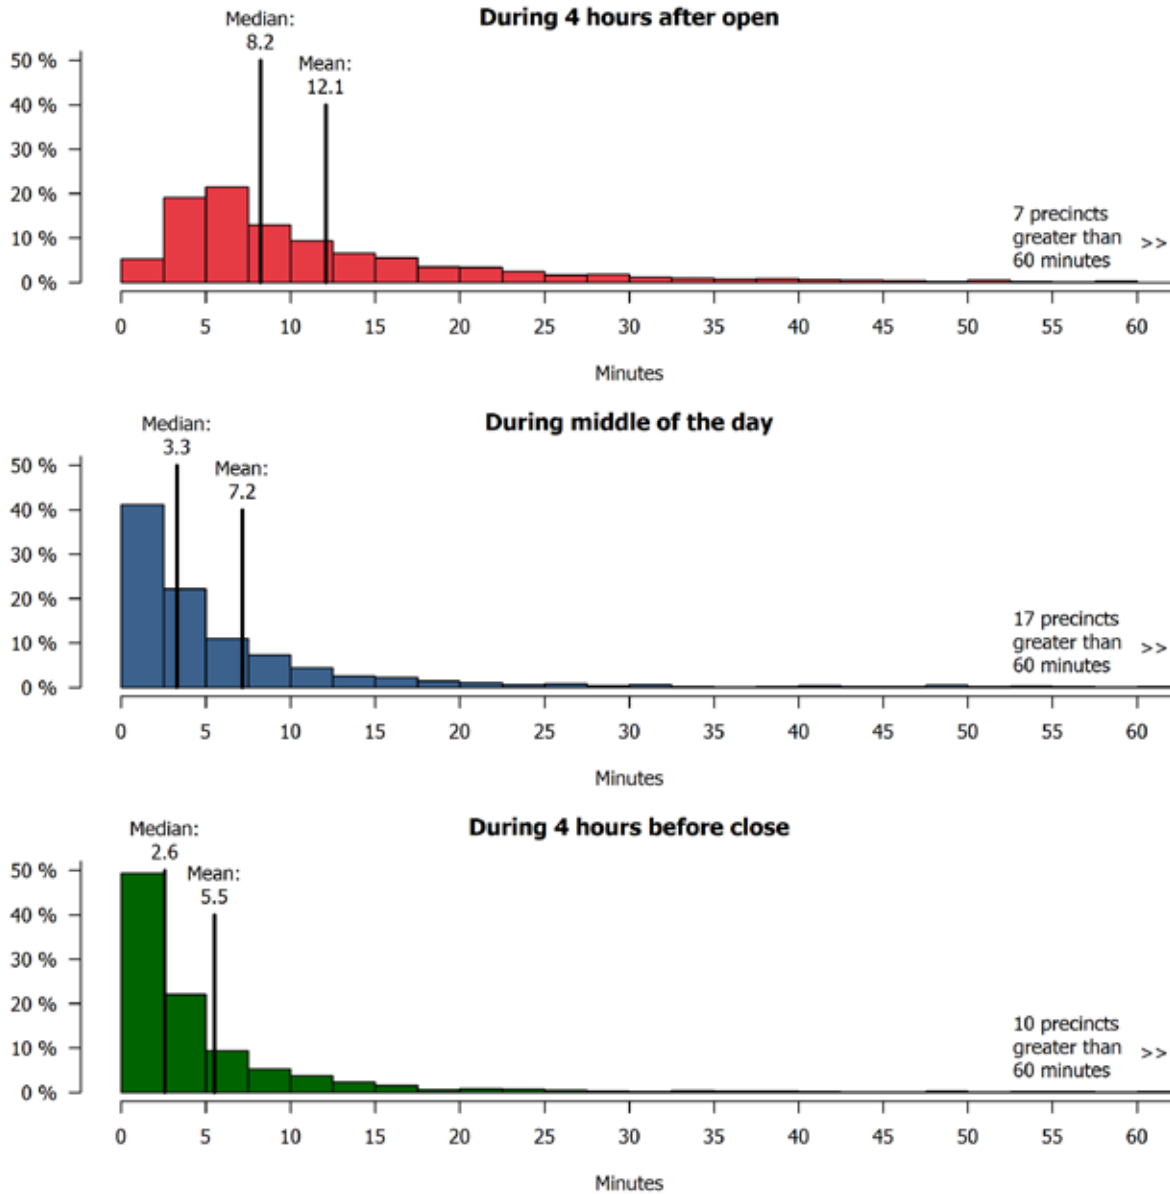 During 4 hours after open
Median:
8.2
Mean:
12.1
50 %
40 %
30 %
20 %
10 %
0 %
7 precincts
greater than >>
60 minutes
0 5 10 15 20 25 30 35 40 45 50 55 60
Minutes
During middle of the day
Median:
3.3
Mean:
7.2
50 %
40 %
30 %
20 %
10 %
0 %
17 precincts
greater than >>
60 minutes
0 5 10 15 20 25 30 35 40 45 50 55 60
Minutes
During 4 hours before close
Median:
2.6
Mean:
5.5
50 %
40 %
30 %
20 %
10 %
0 %
10 precincts
greater than >>
60 minutes
0 5 10 15 20 25 30 35 40 45 50 55 60
Minutes